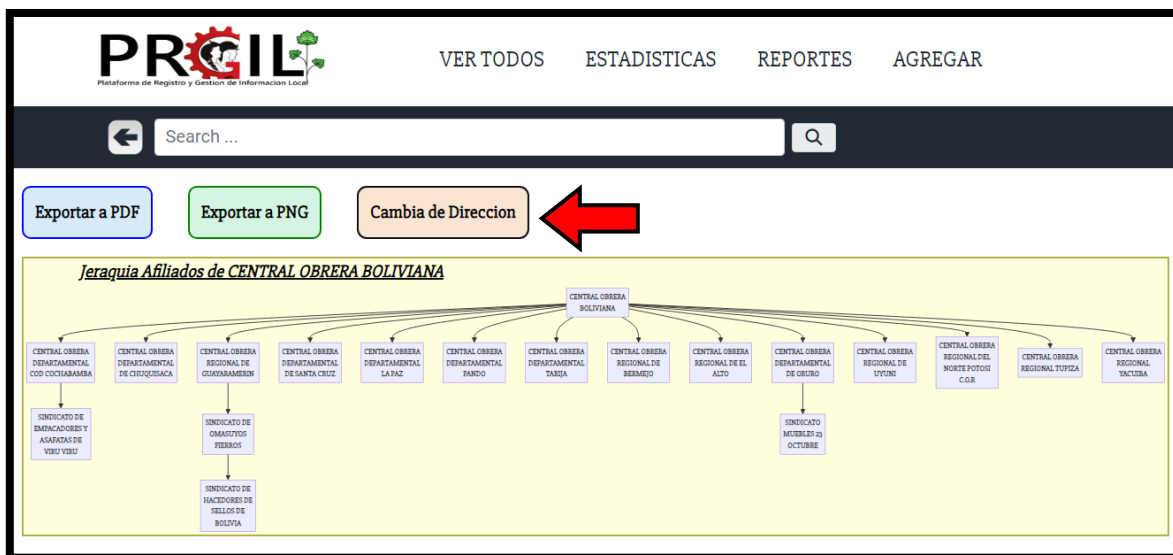 PRGIL
Plataforma de Registro y Gestion de Informacion Local
VER TODOS
ESTADISTICAS
REPORTES
AGREGAR
Search ...
Exportar a PDF
Exportar a PNG
Cambia de Direccion
Jeraquia Afiliados de CENTRAL OBRERA BOLIVIANA
CENTRAL OBRERA
BOLIVIANA
CENTRAL OBRERA
DEPARTAMENTAL
COD COCHABAMBA
CENTRAL OBRERA
DEPARTAMENTAL
DE CHUQUISACA
CENTRAL OBRERA
REGIONAL DE
GUAYARAMERIN
CENTRAL OBRERA
DEPARTAMENTAL
DE SANTA CRUZ
CENTRAL OBRERA
DEPARTAMENTAL
LA PAZ
CENTRAL OBRERA
DEPARTAMENTAL
PANDO
CENTRAL OBRERA
DEPARTAMENTAL
TARIJA
CENTRAL OBRERA
REGIONAL DE
BERMEJO
CENTRAL OBRERA
REGIONAL DE EL
ALTO
CENTRAL OBRERA
DEPARTAMENTAL
DE ORURO
CENTRAL OBRERA
REGIONAL DE
UYUNI
CENTRAL OBRERA
REGIONAL DEL
NORTE POTOSI
C.O.R
CENTRAL OBRERA
REGIONAL TUPIZA
CENTRAL OBRERA
REGIONAL
YACUIBA
SINDICATO DE
EMPACADORES Y
ASAFATAS DE
VIRU VIRU
SINDICATO DE
OMASUYOS
FIERROS
SINDICATO
MUEBLES 23
OCTUBRE
SINDICATO DE
HACEDORES DE
SELLOS DE
BOLIVIA